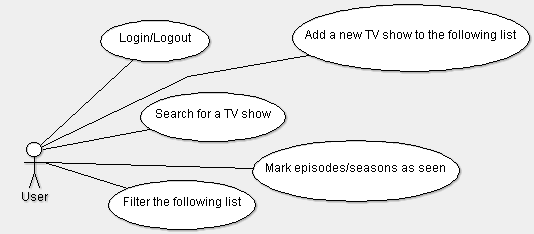 Login/Logout
Add a new TV show to the following list
Search for a TV show
Mark episodes/seasons as seen
User
Filter the following list